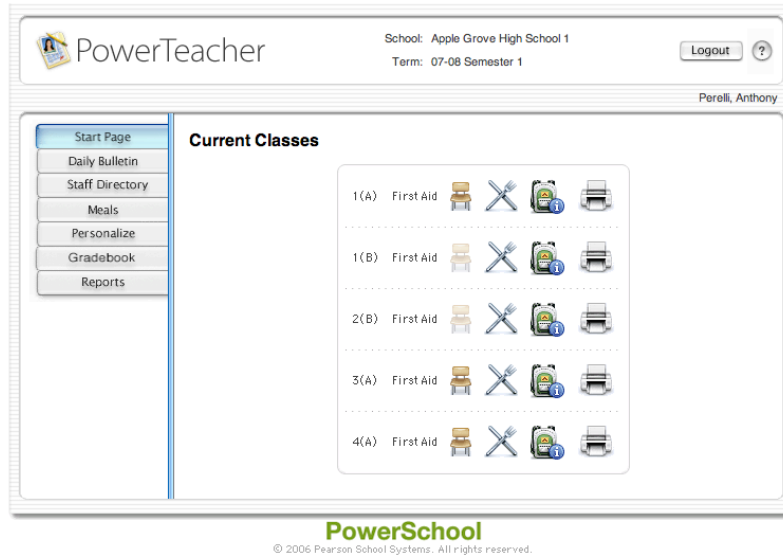 PowerTeacher
School: Apple Grove High School 1
Term: 07-08 Semester 1
Logout
?
Perelli, Anthony
Start Page
Daily Bulletin
Staff Directory
Meals
Personalize
Gradebook
Reports
Current Classes
1(A) First Aid
1(B) First Aid
2(B) First Aid
3(A) First Aid
4(A) First Aid
PowerSchool
© 2006 Pearson School Systems. All rights reserved.